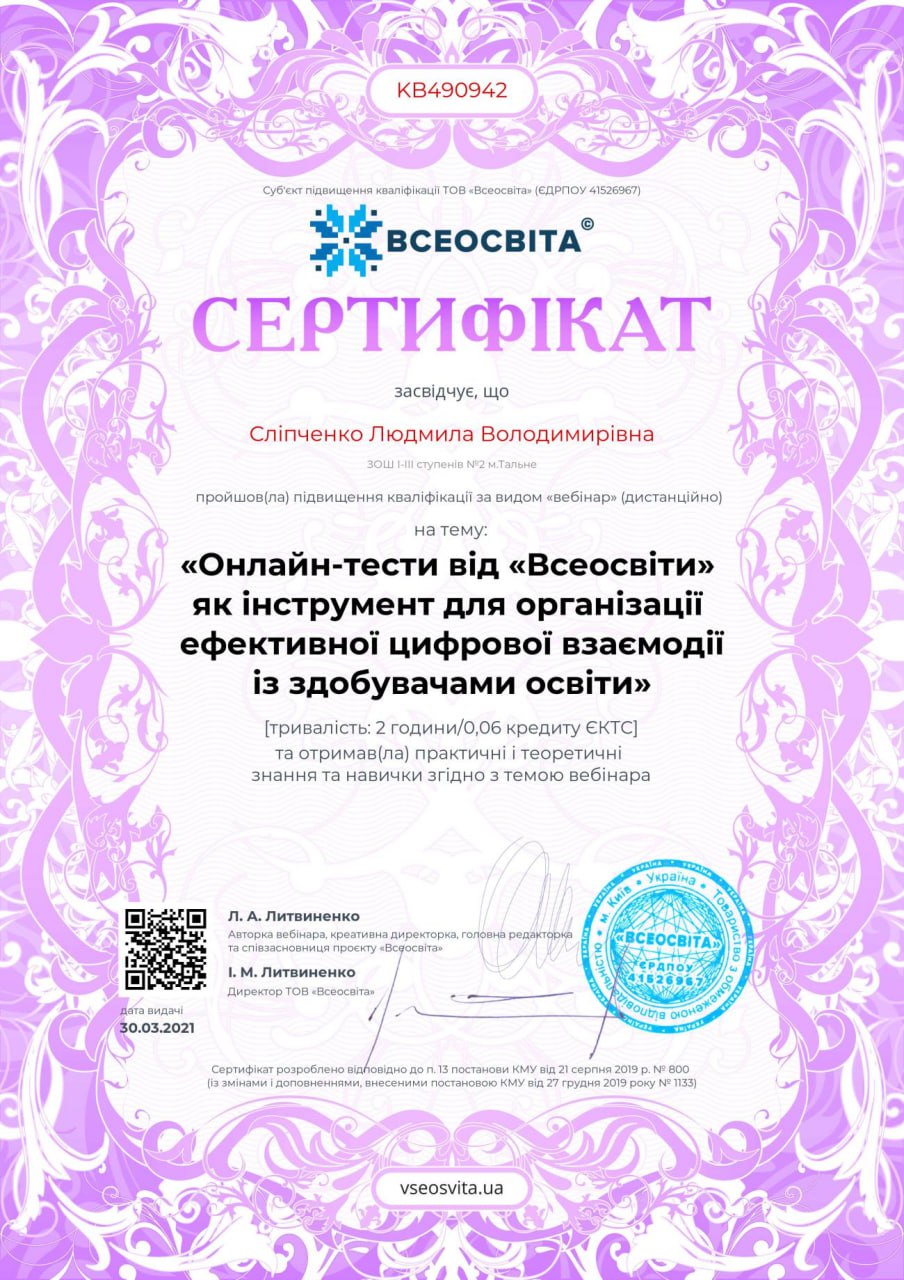 KB490942
Суб'єкт підвищення кваліфікації ТОВ «Всеосвіта» (ЄДРПОУ 41526967)
ВСЕОСВІТА©
СЕРТИФІКАТ
засвідчує, що
Сліпченко Людмила Володимирівна
ЗОШ І-ІІІ ступенів №2 м.Тальне
пройшов(ла) підвищення кваліфікації за видом «вебінар» (дистанційно)
на тему:
«Онлайн-тести від «Всеосвіти»
як інструмент для організації
ефективної цифрової взаємодії
із здобувачами освіти»
[тривалість: 2 години/0,06 кредиту ЄКТС]
та отримав(ла) практичні і теоретичні
знання та навички згідно з темою вебінара
Л. А. Литвиненко
Авторка вебінара, креативна директорка, головна редакторка
та співзасновниця проєкту «Всеосвіта»
І. М. Литвиненко
Директор ТОВ «Всеосвіта»
дата видачі
30.03.2021
Україна • Товариство з обмеженою відповідальністю • м. Київ
«ВСЕОСВІТА»
ЄРДПОУ
41526967
Сертифікат розроблено відповідно до п. 13 постанови КМУ від 21 серпня 2019 р. № 800
(із змінами і доповненнями, внесеними постановою КМУ від 27 грудня 2019 року № 1133)
vseosvita.ua